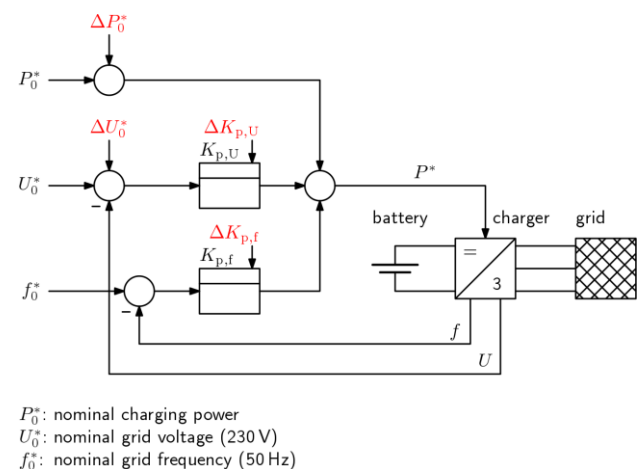 ΔP₀*
P₀*
ΔU₀*
ΔKₚ,U
Kₚ,U
U₀*
P*
–
battery charger grid
ΔKₚ,f
Kₚ,f
=
3
f₀*
–
f
U
P₀*: nominal charging power
U₀*: nominal grid voltage (230 V)
f₀*: nominal grid frequency (50 Hz)